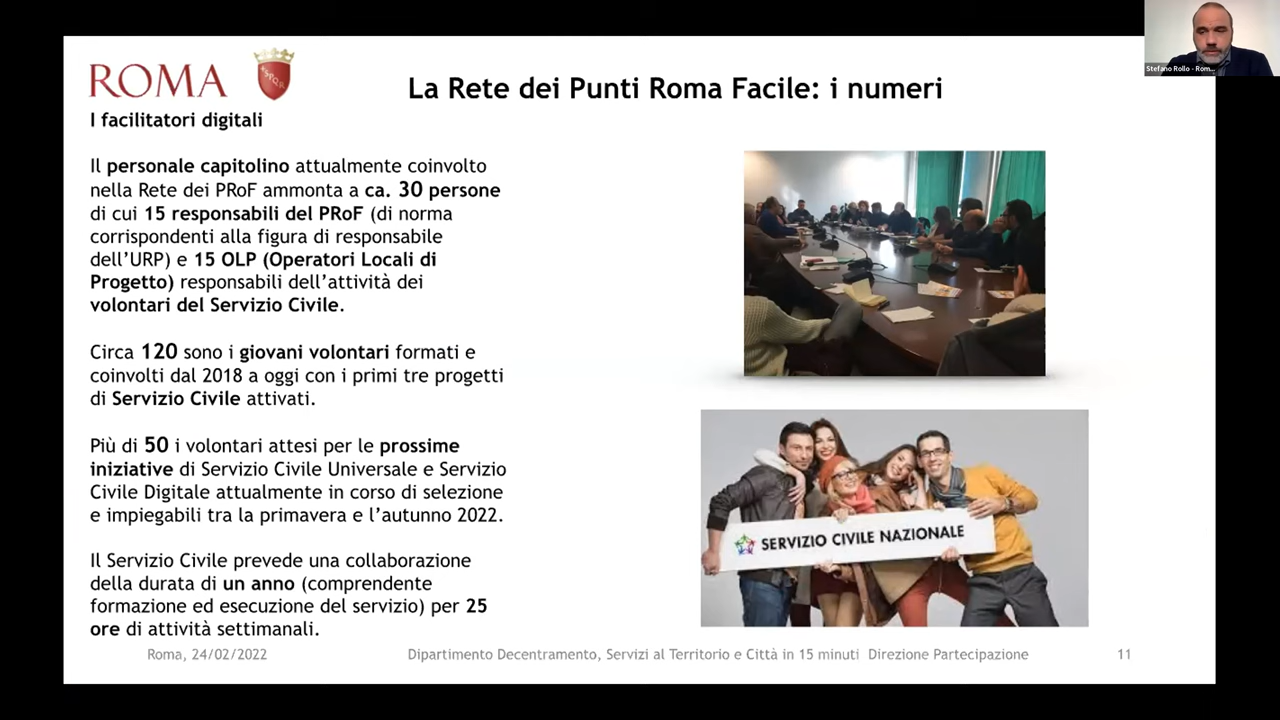 Stefano Rollo - Rom...
ROMA
La Rete dei Punti Roma Facile: i numeri
I facilitatori digitali
Il personale capitolino attualmente coinvolto
nella Rete dei PRoF ammonta a ca. 30 persone
di cui 15 responsabili del PRoF (di norma
corrispondenti alla figura di responsabile
dell'URP) e 15 OLP (Operatori Locali di
Progetto) responsabili dell'attività dei
volontari del Servizio Civile.
Circa 120 sono i giovani volontari formati e
coinvolti dal 2018 a oggi con i primi tre progetti
di Servizio Civile attivati.
Più di 50 i volontari attesi per le prossime
iniziative di Servizio Civile Universale e Servizio
Civile Digitale attualmente in corso di selezione
e impiegabili tra la primavera e l'autunno 2022.
Il Servizio Civile prevede una collaborazione
della durata di un anno (comprendente
formazione ed esecuzione del servizio) per 25
ore di attività settimanali.
SERVIZIO CIVILE NAZIONALE
Roma, 24/02/2022
Dipartimento Decentramento, Servizi al Territorio e Città in 15 minuti Direzione Partecipazione
11